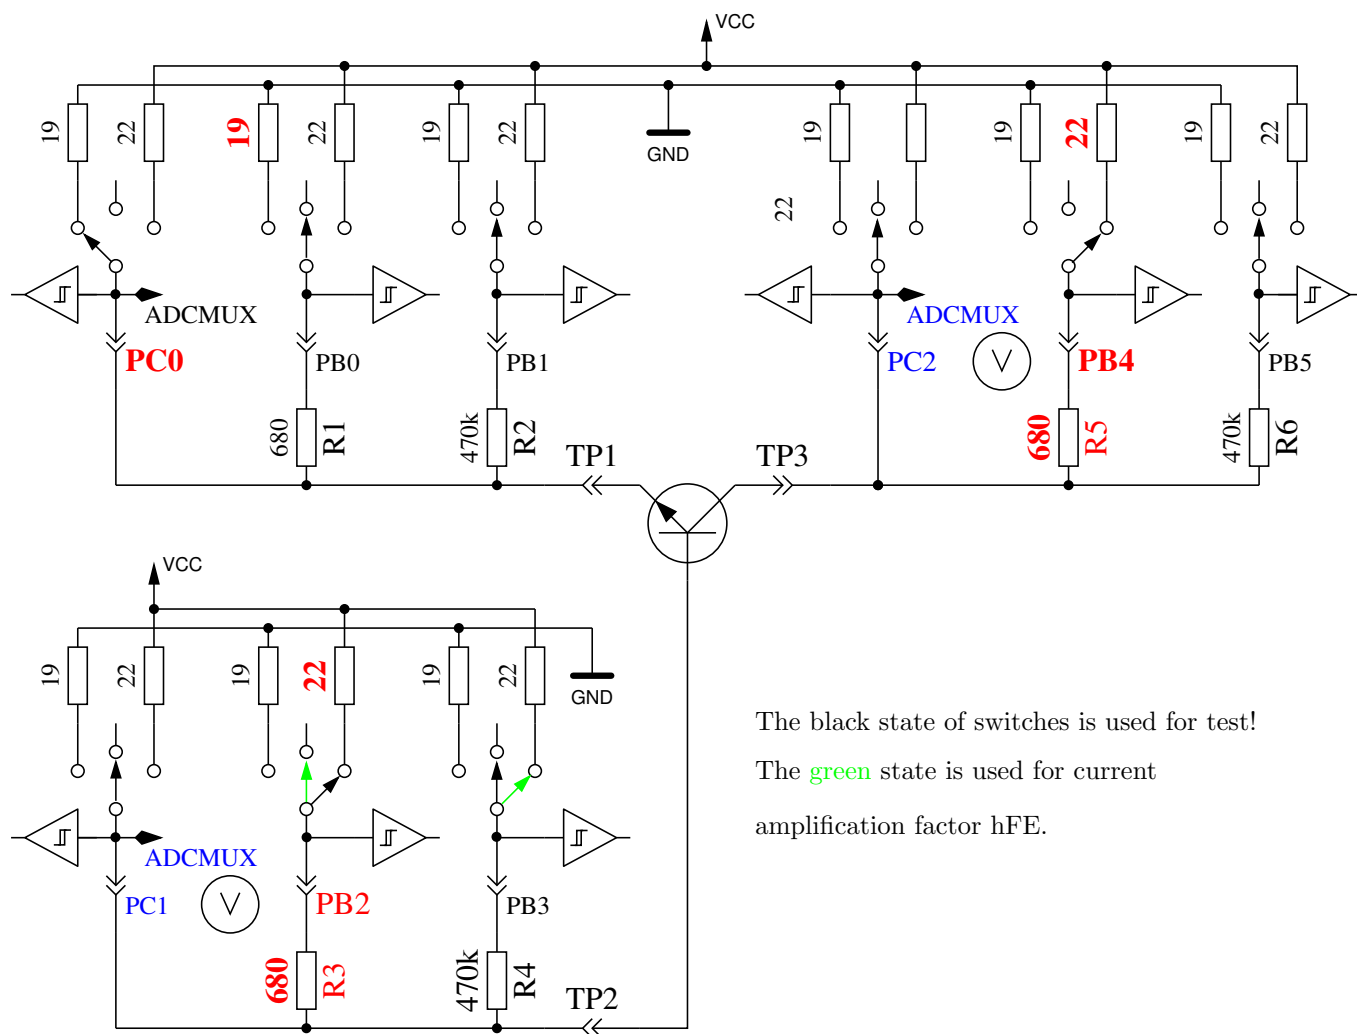 VCC
19 22 19 22 19 22 19 19 22 19 22
GND
22
ADCMUX ADCMUX
PC0 PB0 PB1 PC2 V PB4 PB5
680 R1 470k R2 680 R5 470k R6
TP1 TP3
VCC
19 22 19 22 19 22
GND
The black state of switches is used for test!
The green state is used for current
amplification factor hFE.
ADCMUX
PC1 V PB2 PB3
680 R3 470k R4
TP2